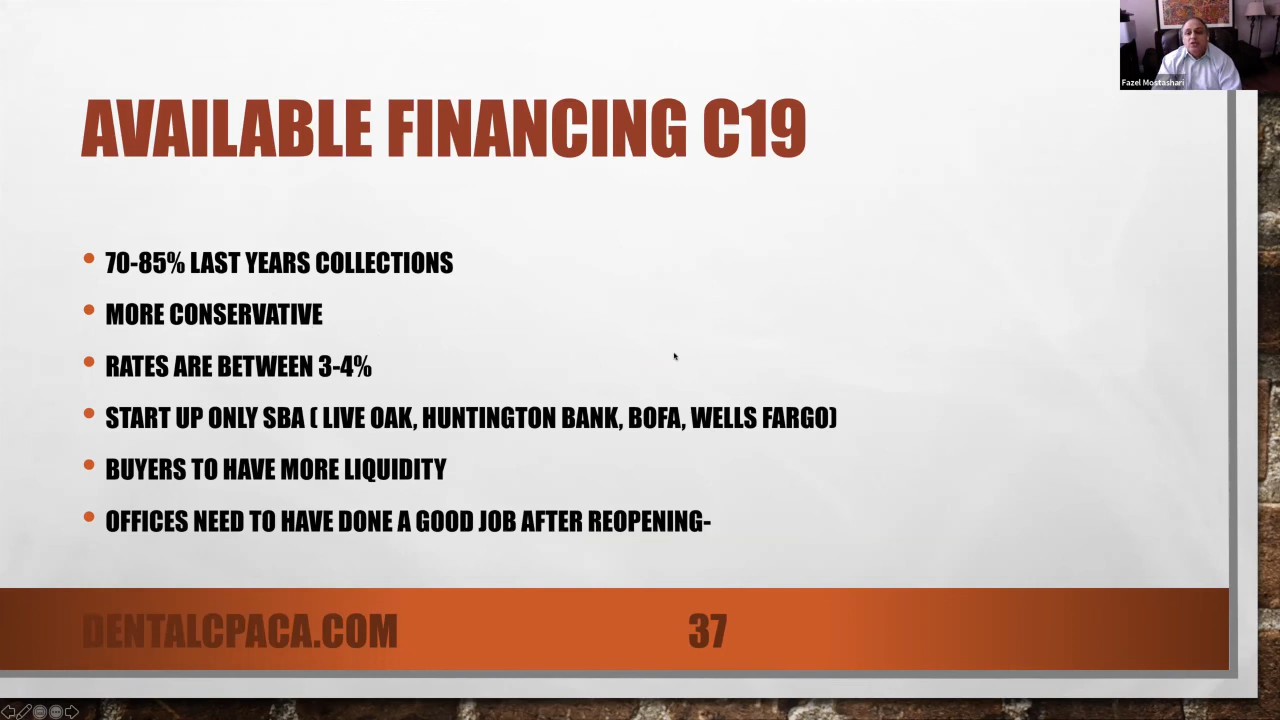 Fazel Mostashari
AVAILABLE FINANCING C19
• 70-85% LAST YEARS COLLECTIONS
• MORE CONSERVATIVE
• RATES ARE BETWEEN 3-4%
• START UP ONLY SBA ( LIVE OAK, HUNTINGTON BANK, BOFA, WELLS FARGO)
• BUYERS TO HAVE MORE LIQUIDITY
• OFFICES NEED TO HAVE DONE A GOOD JOB AFTER REOPENING-
DENTALCPACA.COM 37